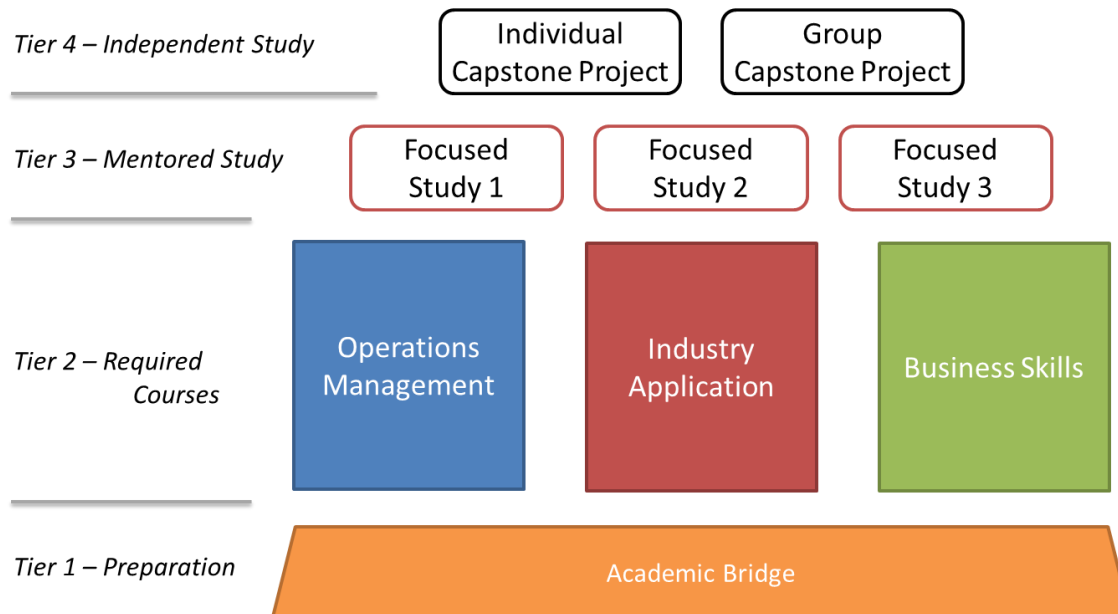 Tier 4 – Independent Study
Individual
Capstone Project
Group
Capstone Project
Tier 3 – Mentored Study
Focused
Study 1
Focused
Study 2
Focused
Study 3
Tier 2 – Required
Courses
Operations
Management
Industry
Application
Business Skills
Tier 1 – Preparation
Academic Bridge